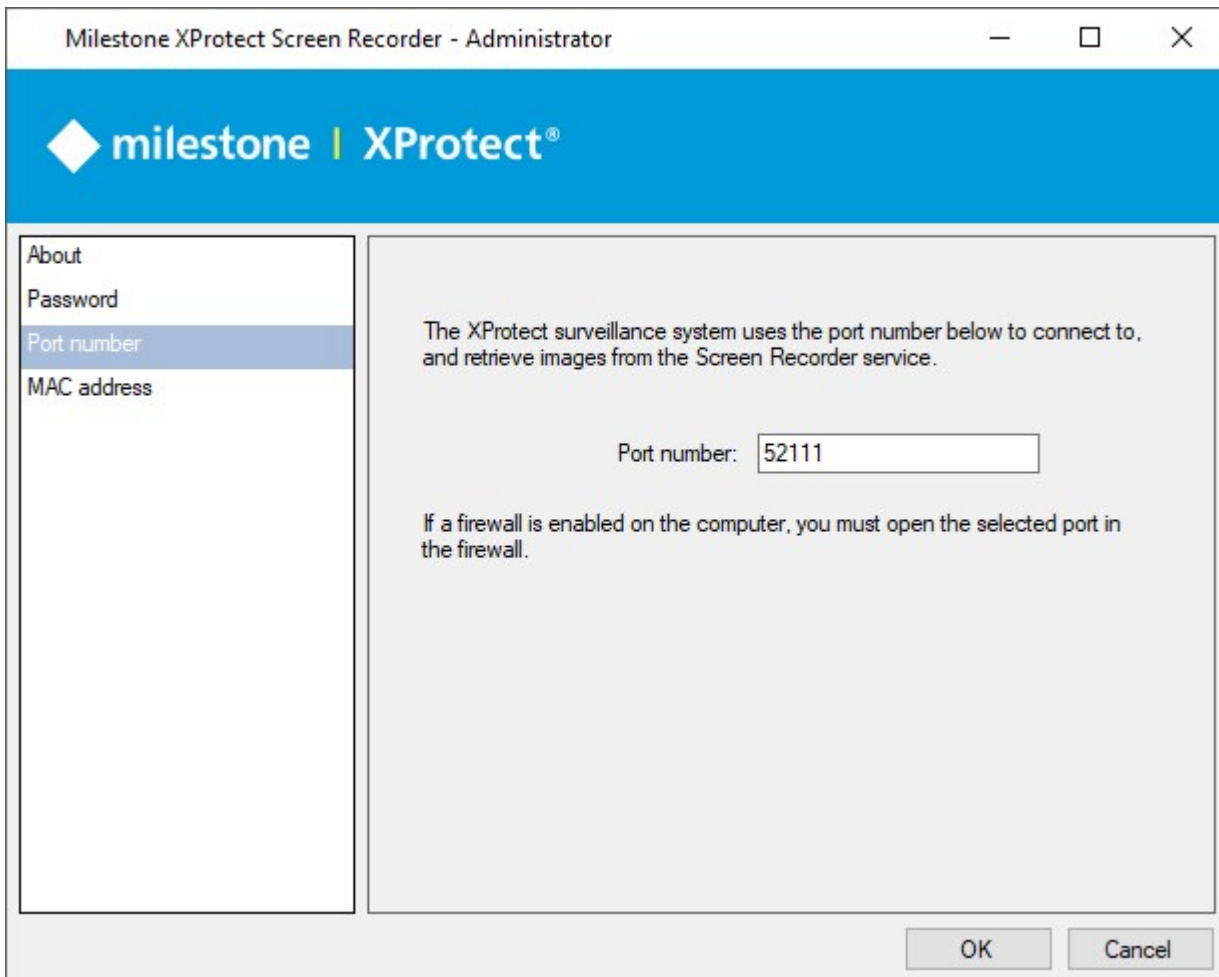 Milestone XProtect Screen Recorder - Administrator
milestone | XProtect®
About
Password
Port number
MAC address
The XProtect surveillance system uses the port number below to connect to,
and retrieve images from the Screen Recorder service.
Port number: 52111
If a firewall is enabled on the computer, you must open the selected port in
the firewall.
OK Cancel